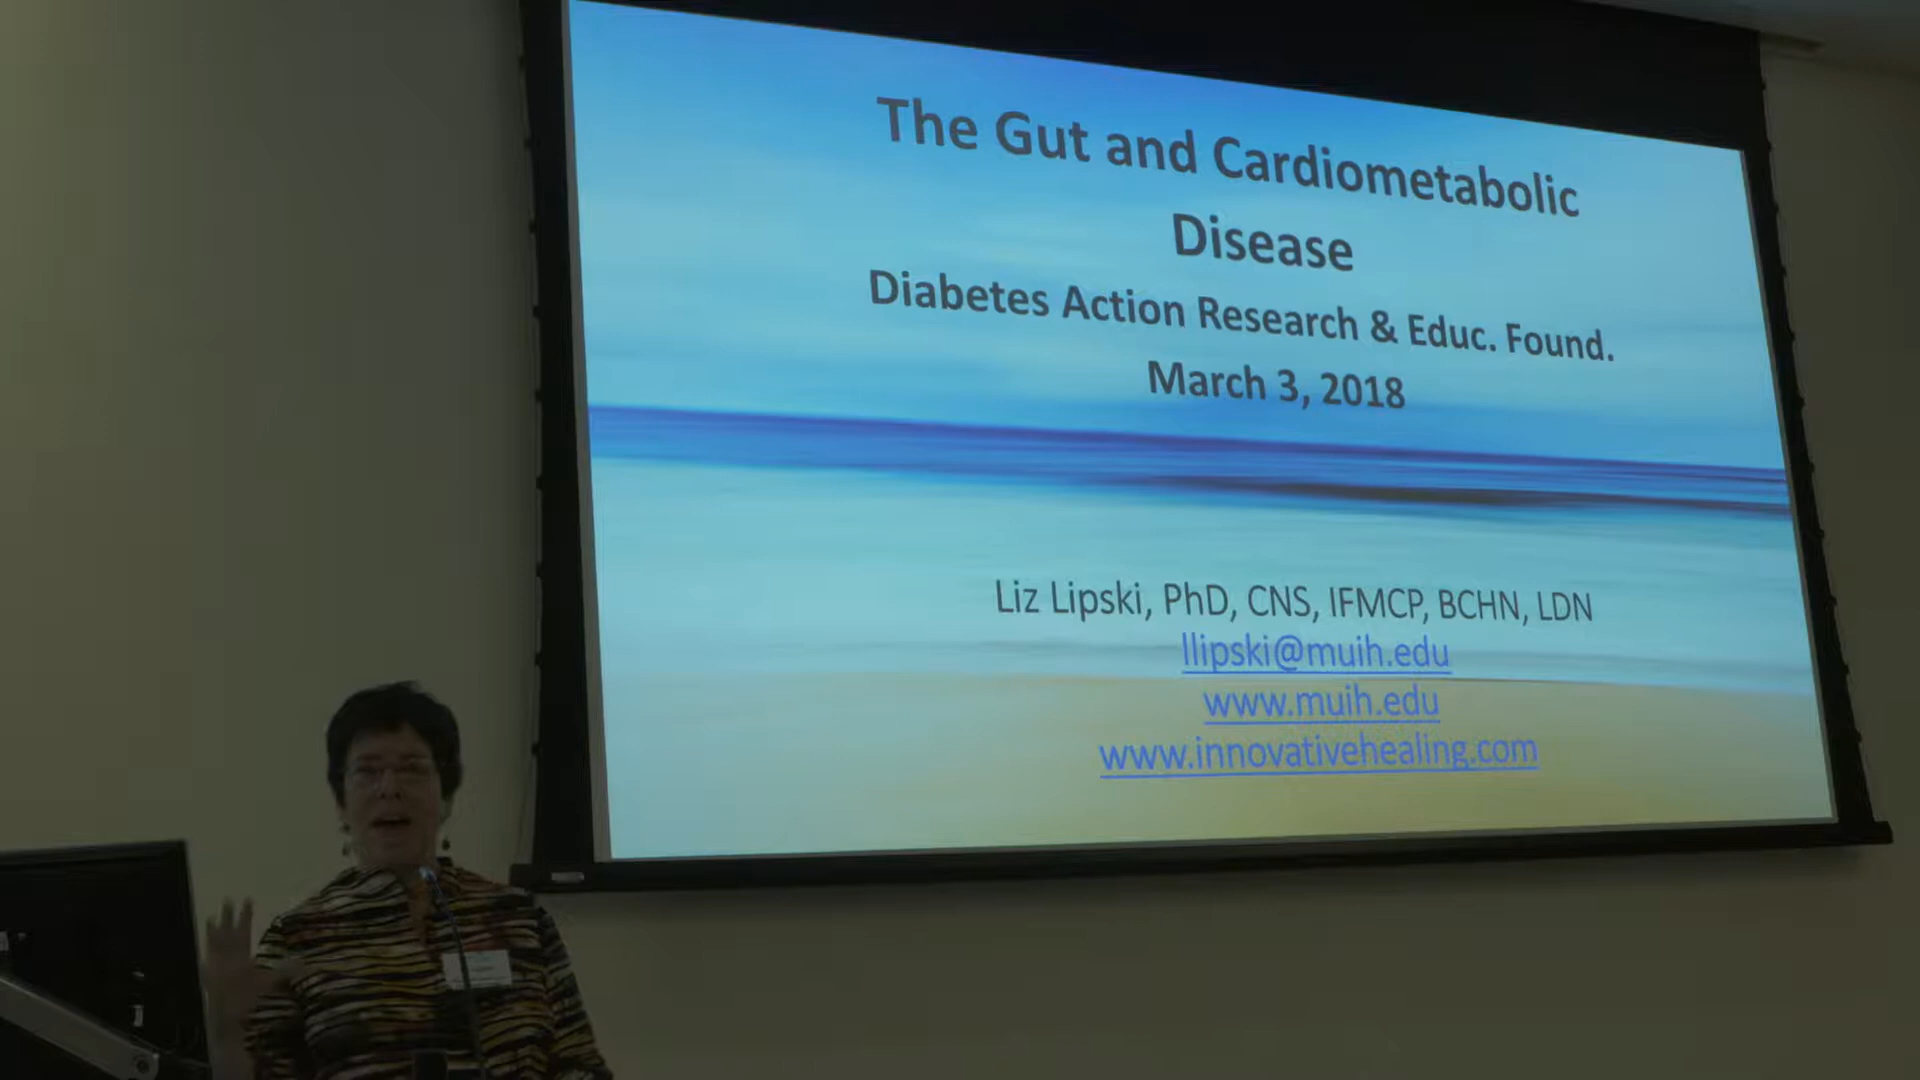 The Gut and Cardiometabolic
Disease
Diabetes Action Research & Educ. Found.
March 3, 2018
Liz Lipski, PhD, CNS, IFMCP, BCHN, LDN
llipski@muih.edu
www.muih.edu
www.innovativehealing.com